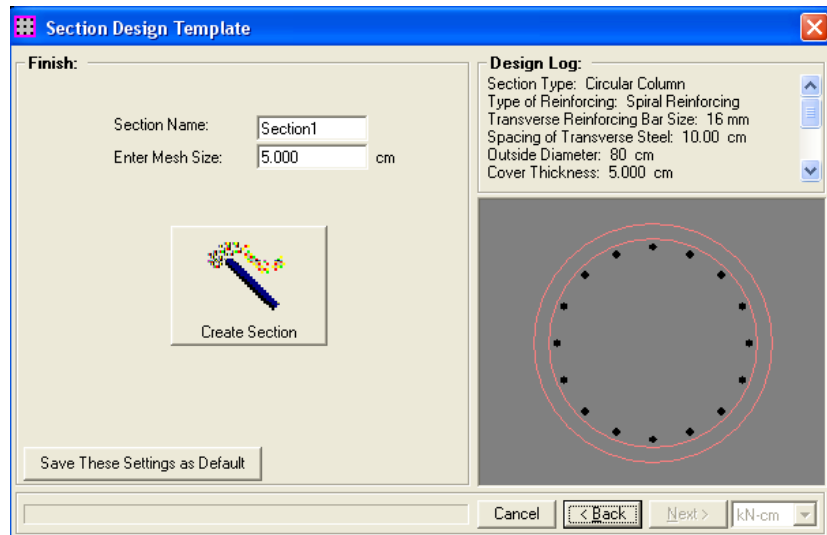 Section Design Template
Finish:
Section Name: Section1
Enter Mesh Size: 5.000 cm
Create Section
Save These Settings as Default
Design Log:
Section Type: Circular Column
Type of Reinforcing: Spiral Reinforcing
Transverse Reinforcing Bar Size: 16 mm
Spacing of Transverse Steel: 10.00 cm
Outside Diameter: 80 cm
Cover Thickness: 5.000 cm
Cancel < Back Next > kN-cm